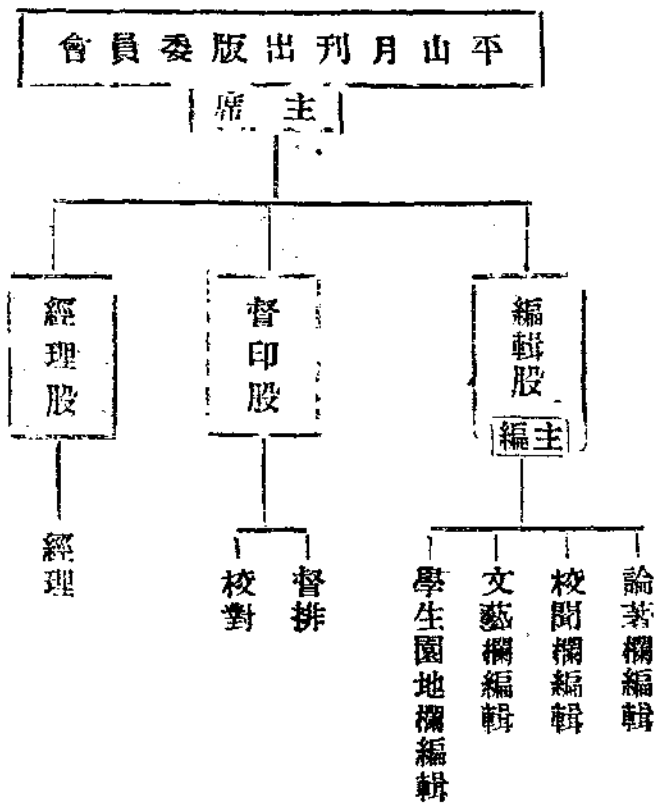 平山月刊出版委員會
主席
編輯股
主編
論著欄編輯
校聞欄編輯
文藝欄編輯
學生園地欄編輯
督印股
督排
校對
經理股
經理